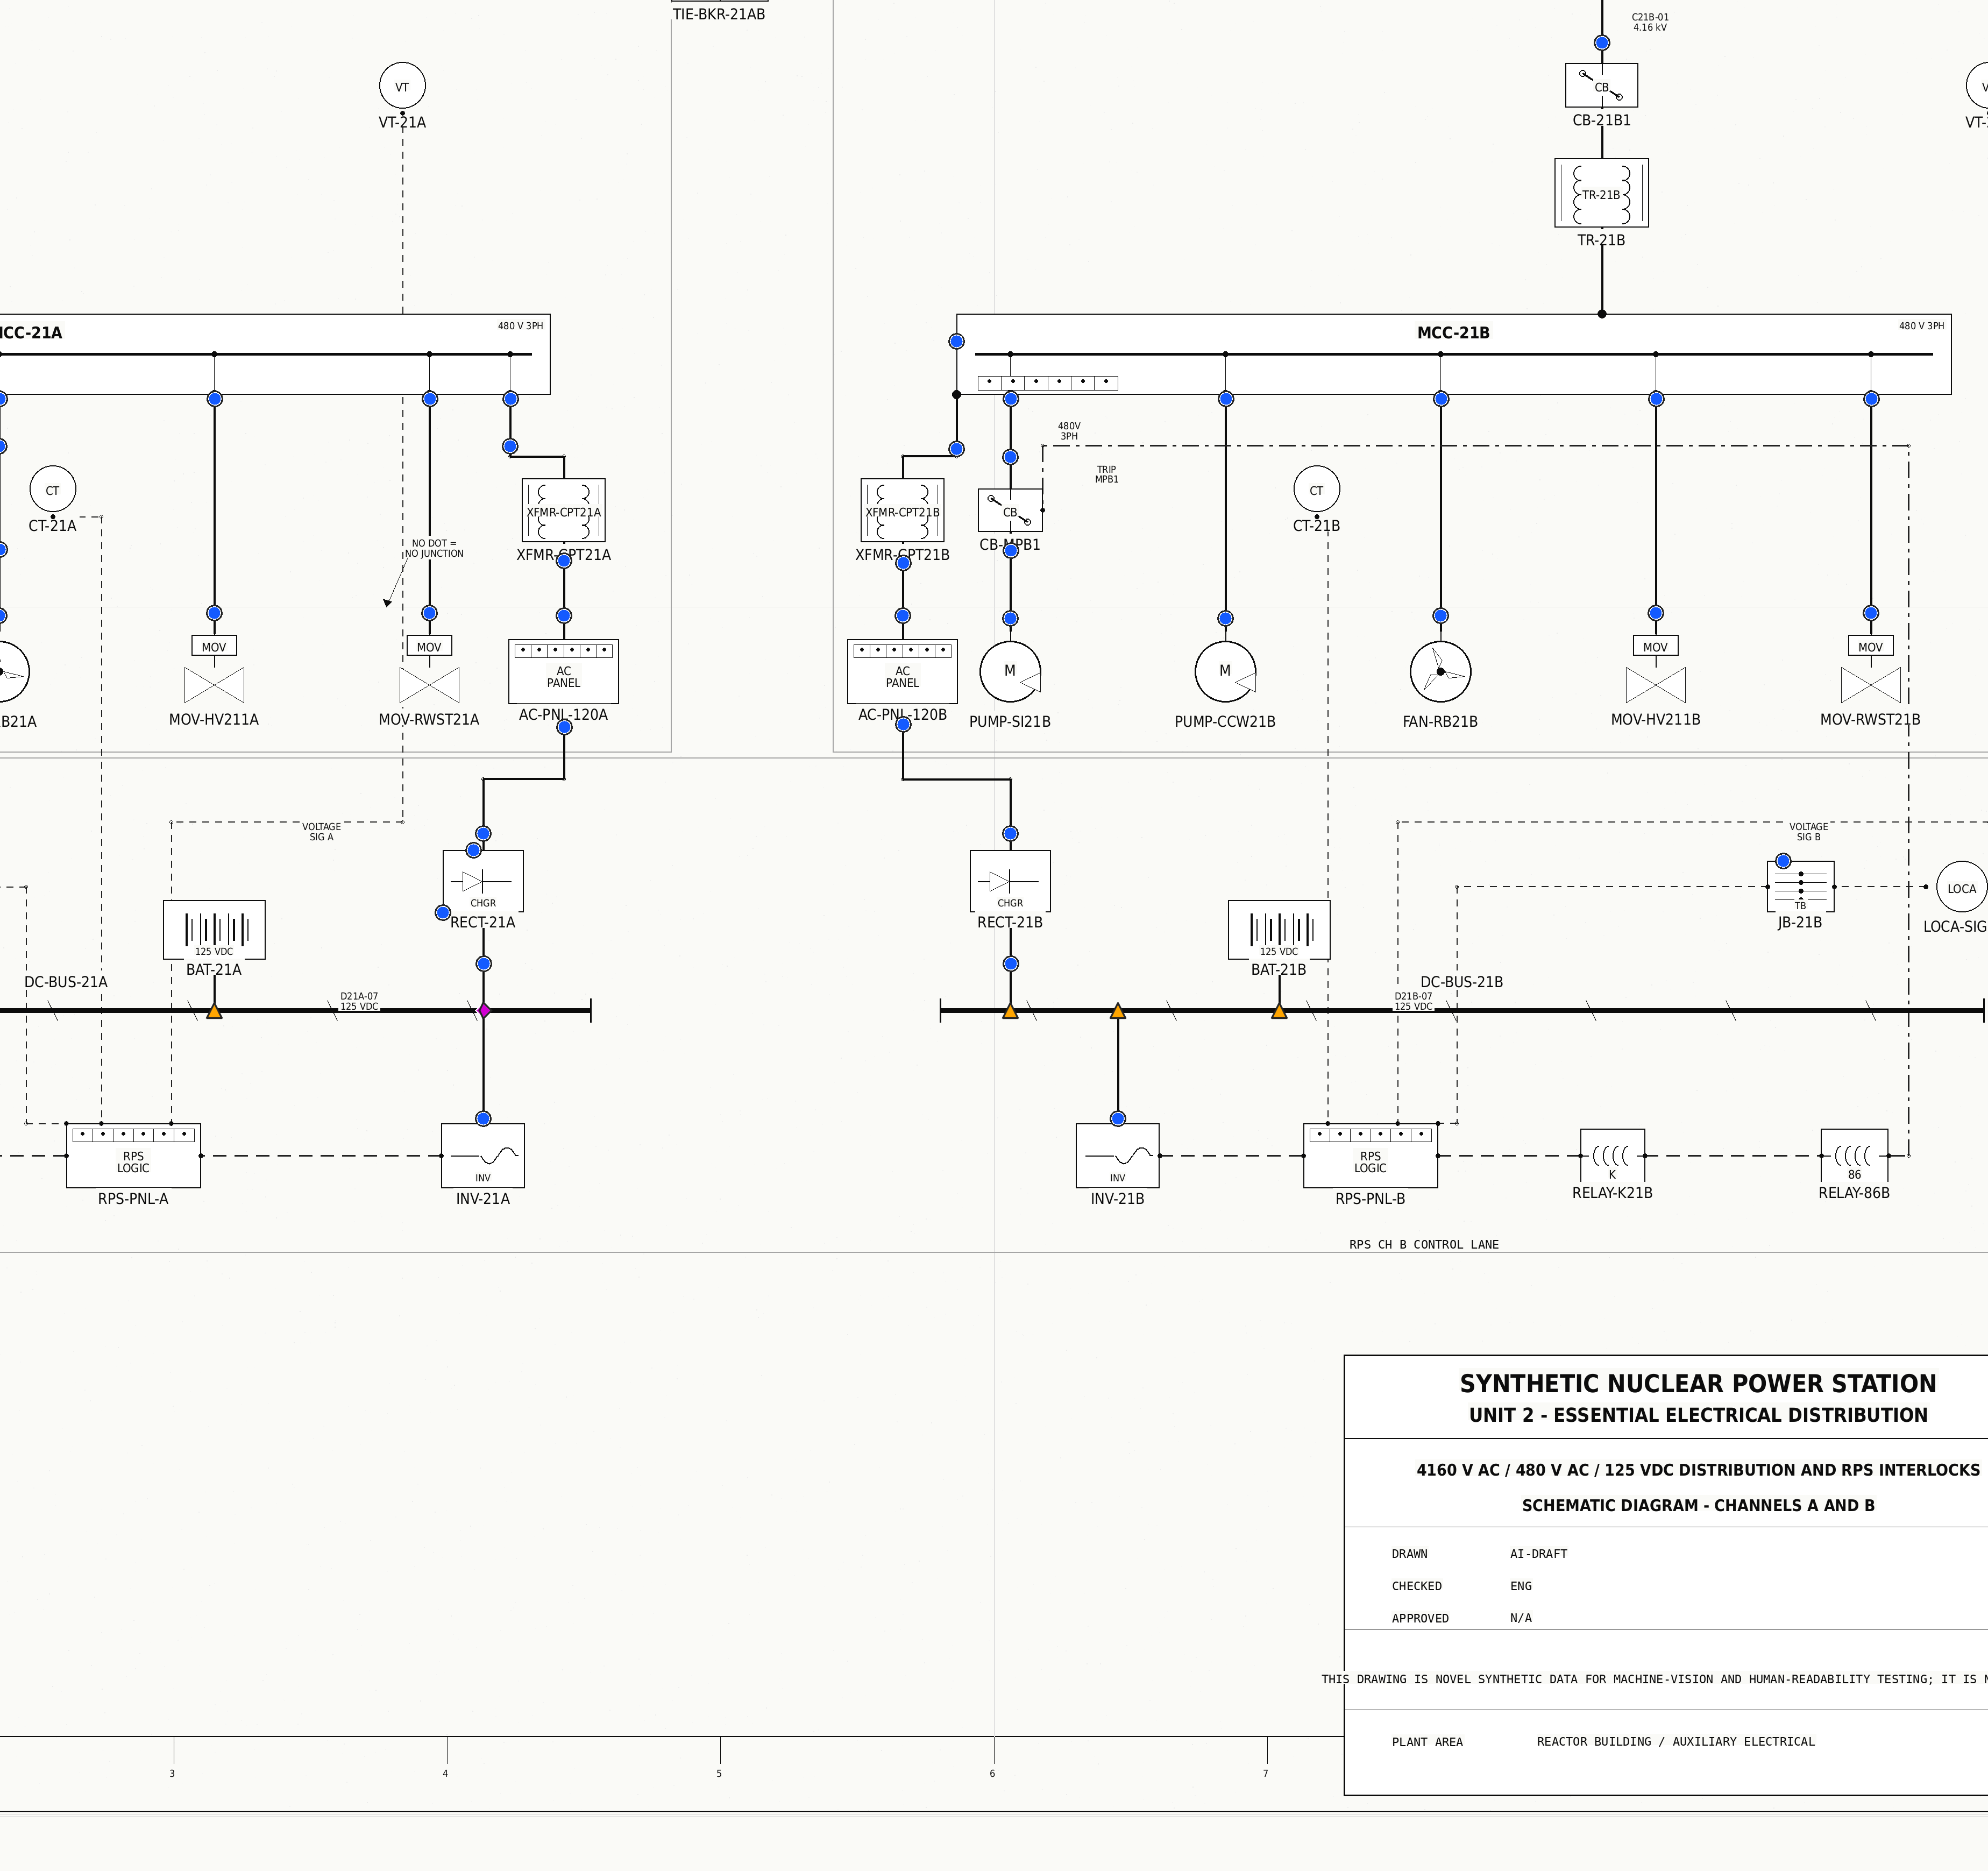 TIE-BKR-21AB
C21B-01
4.16 kV
VT
VT-21A
CB
CB-21B1
TR-21B
TR-21B
480 V 3PH
MCC-21B
480 V 3PH
480V
3PH
TRIP
MPB1
CT
CT-21A
NO DOT =
NO JUNCTION
XFMR-CPT21A
XFMR-CPT21A
XFMR-CPT21B
XFMR-CPT21B
CB
CB-MPB1
CT
CT-21B
MOV
MOV-HV211A
MOV
MOV-RWST21A
AC
PANEL
AC-PNL-120A
AC
PANEL
AC-PNL-120B
M
PUMP-SI21B
M
PUMP-CCW21B
FAN-RB21B
MOV
MOV-HV211B
MOV
MOV-RWST21B
VOLTAGE
SIG A
VOLTAGE
SIG B
CHGR
RECT-21A
CHGR
RECT-21B
125 VDC
BAT-21A
125 VDC
BAT-21B
TB
JB-21B
LOCA
LOCA-SIG
DC-BUS-21A
D21A-07
125 VDC
DC-BUS-21B
D21B-07
125 VDC
RPS
LOGIC
RPS-PNL-A
INV
INV-21A
INV
INV-21B
RPS
LOGIC
RPS-PNL-B
K
RELAY-K21B
86
RELAY-86B
RPS CH B CONTROL LANE
SYNTHETIC NUCLEAR POWER STATION
UNIT 2 - ESSENTIAL ELECTRICAL DISTRIBUTION
4160 V AC / 480 V AC / 125 VDC DISTRIBUTION AND RPS INTERLOCKS
SCHEMATIC DIAGRAM - CHANNELS A AND B
DRAWN AI-DRAFT
CHECKED ENG
APPROVED N/A
THIS DRAWING IS NOVEL SYNTHETIC DATA FOR MACHINE-VISION AND HUMAN-READABILITY TESTING; IT IS
PLANT AREA REACTOR BUILDING / AUXILIARY ELECTRICAL
3 4 5 6 7